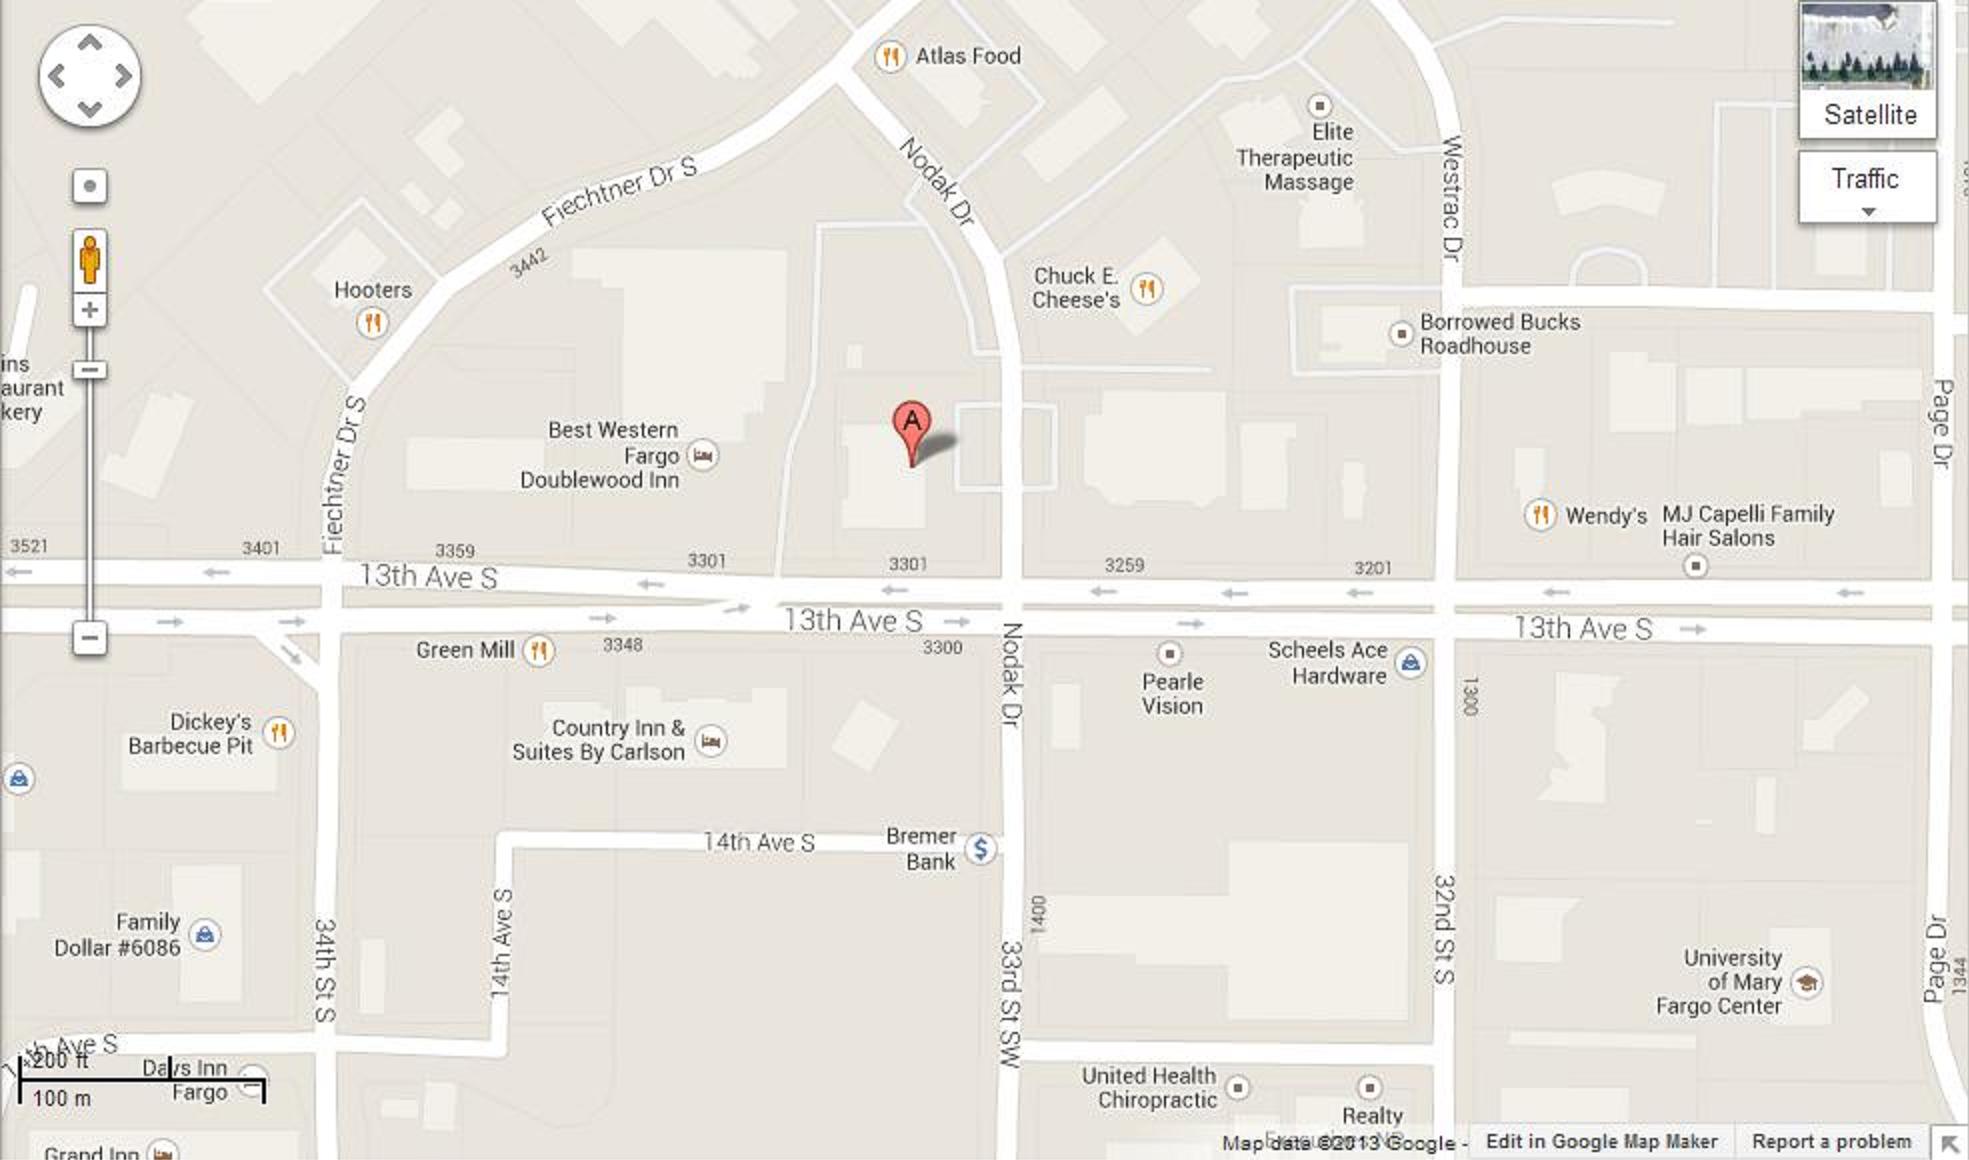 Atlas Food
Satellite
Elite
Therapeutic
Massage
Traffic
Nodak Dr
Westrac Dr
Fiechtner Dr S
3442
Hooters
Chuck E.
Cheese's
Borrowed Bucks
Roadhouse
ins
aurant
kery
Page Dr
Fiechtner Dr S
A
Best Western
Fargo
Doublewood Inn
Wendy's
MJ Capelli Family
Hair Salons
3521
3401
3359
3301
3301
3259
3201
13th Ave S
13th Ave S
13th Ave S
Green Mill
3348
3300
Nodak Dr
Pearle
Vision
Scheels Ace
Hardware
1300
Dickey's
Barbecue Pit
Country Inn &
Suites By Carlson
14th Ave S
Bremer
Bank
$
Family
Dollar #6086
34th St S
14th Ave S
1400
33rd St SW
32nd St S
University
of Mary
Fargo Center
Page Dr
1344
h Ave S
200 ft
100 m
Days Inn
Fargo
Grand Inn
United Health
Chiropractic
Realty
Map data ©2013 Google -
Edit in Google Map Maker
Report a problem